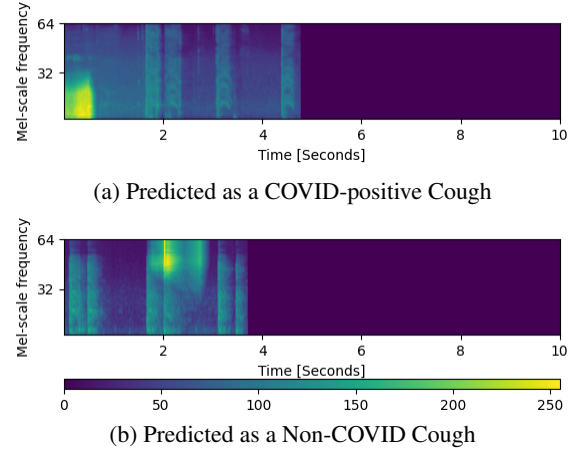 64
32
Mel-scale frequency
2 4 6 8 10
Time [Seconds]
(a) Predicted as a COVID-positive Cough
64
32
Mel-scale frequency
2 4 6 8 10
Time [Seconds]
0 50 100 150 200 250
(b) Predicted as a Non-COVID Cough